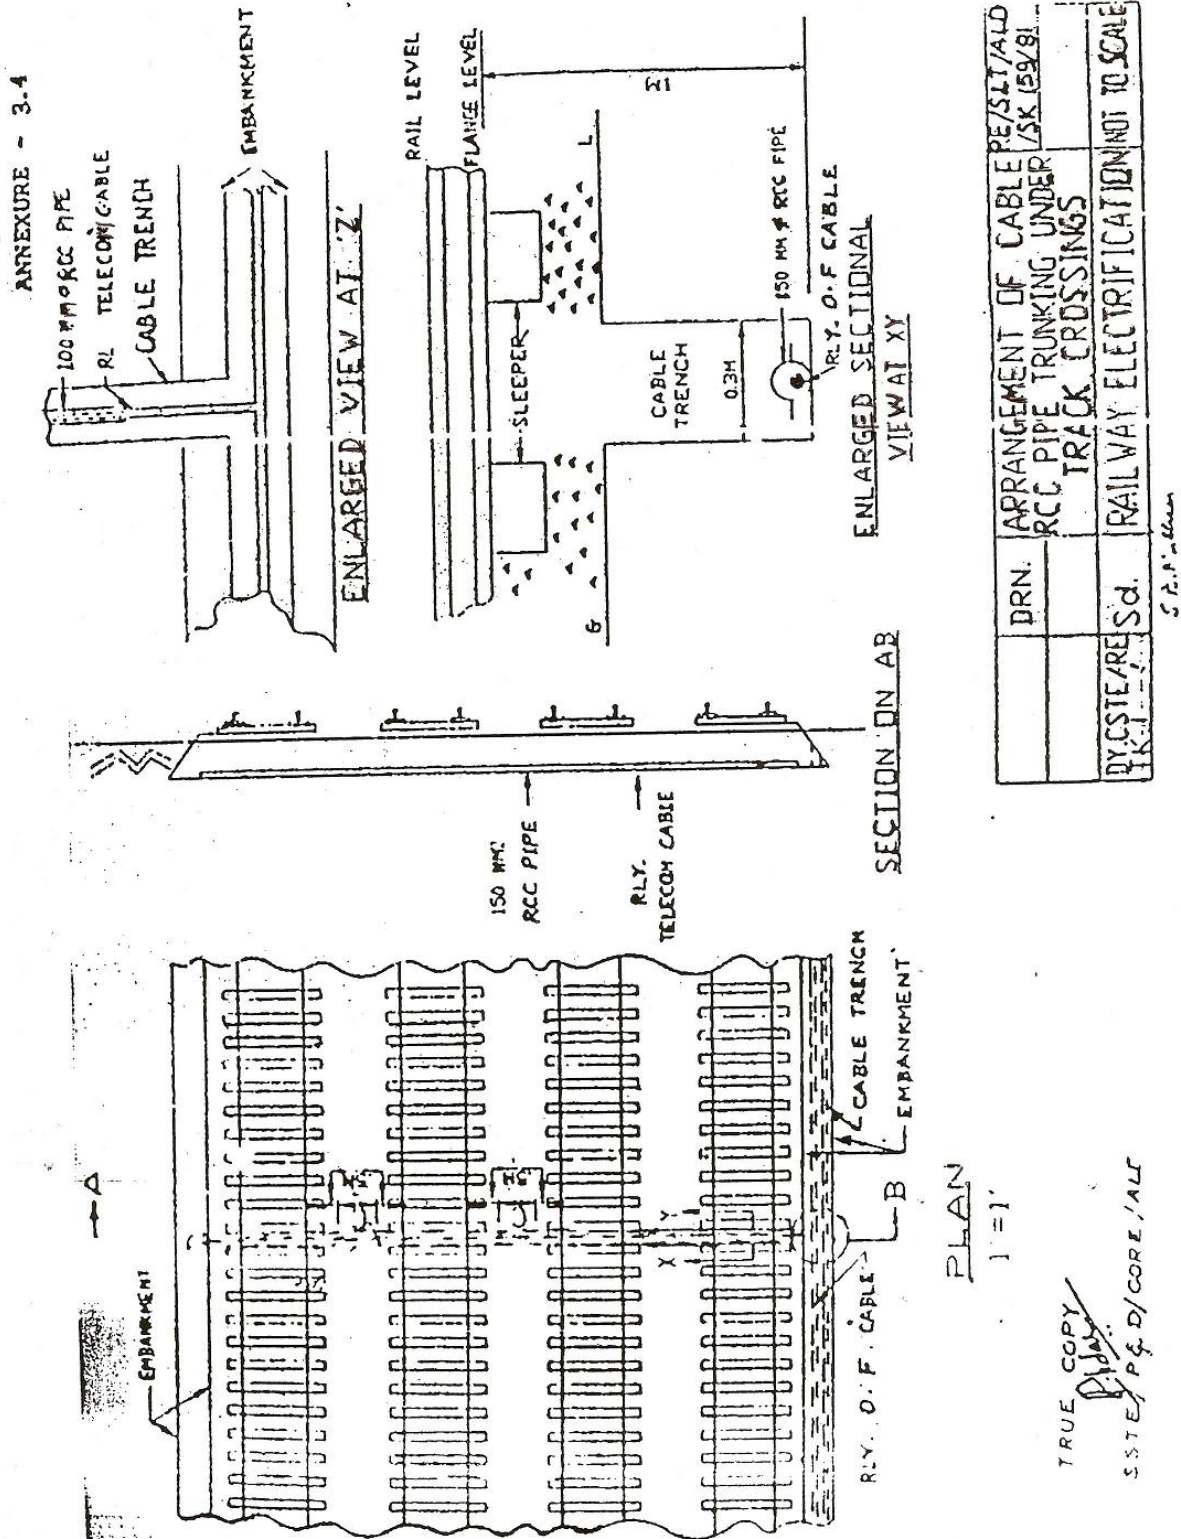 ANNEXURE - 3.4
100 MM Φ RCC PIPE
RL TELECOM/CABLE
CABLE TRENCH
EMBANKMENT
ENLARGED VIEW AT 'Z'
RAIL LEVEL
FLANGE LEVEL
SLEEPER
G
L
CABLE
TRENCH
0.3M
150 MM Φ RCC PIPE
RLY. O.F CABLE
ENLARGED SECTIONAL
VIEW AT XY
150 MM.
RCC PIPE
RLY.
TELECOM CABLE
SECTION ON AB
A
EMBANKMENT
X
Y
RLY. O.F. CABLE
B
CABLE TRENCH
EMBANKMENT
PLAN
1'=1'
TRUE COPY
SSTE/P&D/CORE/ALD
DRN.
ARRANGEMENT OF CABLE
RCC PIPE TRUNKING UNDER
TRACK CROSSINGS
RE/SLT/ALD
/SK 159/81
DY.CSTE/RE
Sd.
RAILWAY ELECTRIFICATION
NOT TO SCALE